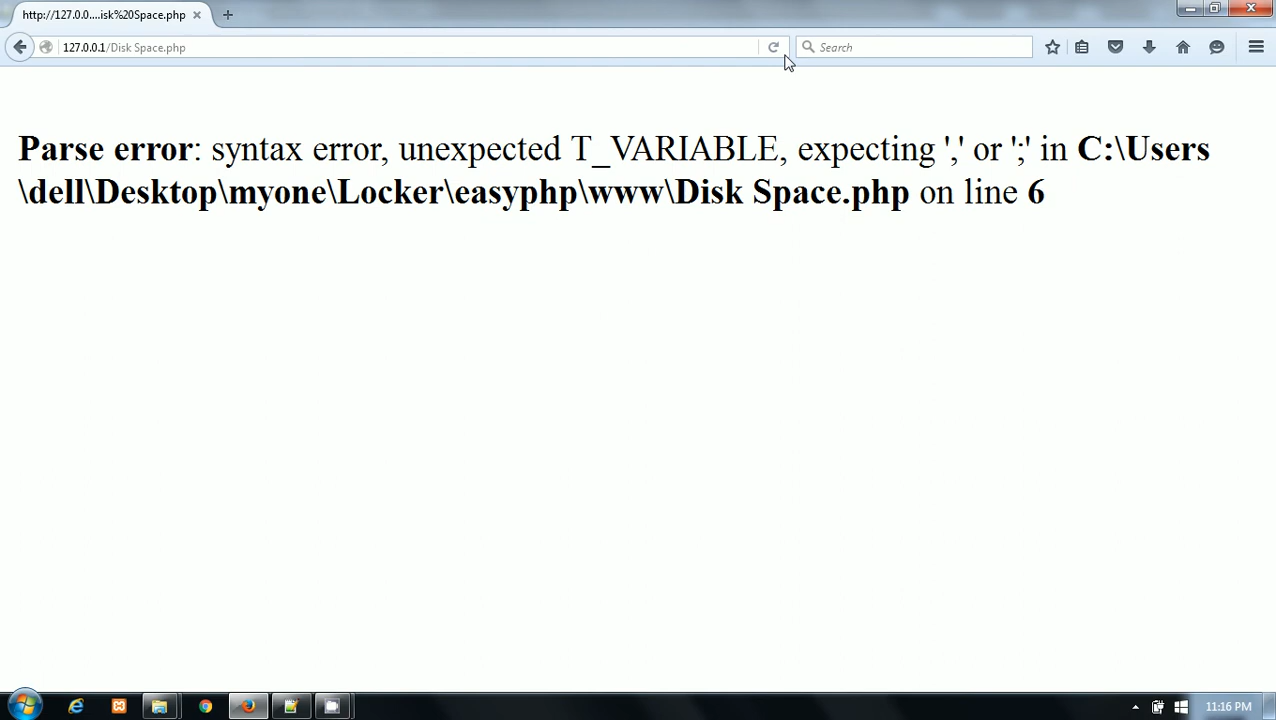 http://127.0.0....isk%20Space.php
127.0.0.1/Disk Space.php
Search
Parse error: syntax error, unexpected T_VARIABLE, expecting ',' or ';' in C:\Users
\dell\Desktop\myone\Locker\easyphp\www\Disk Space.php on line 6
11:16 PM